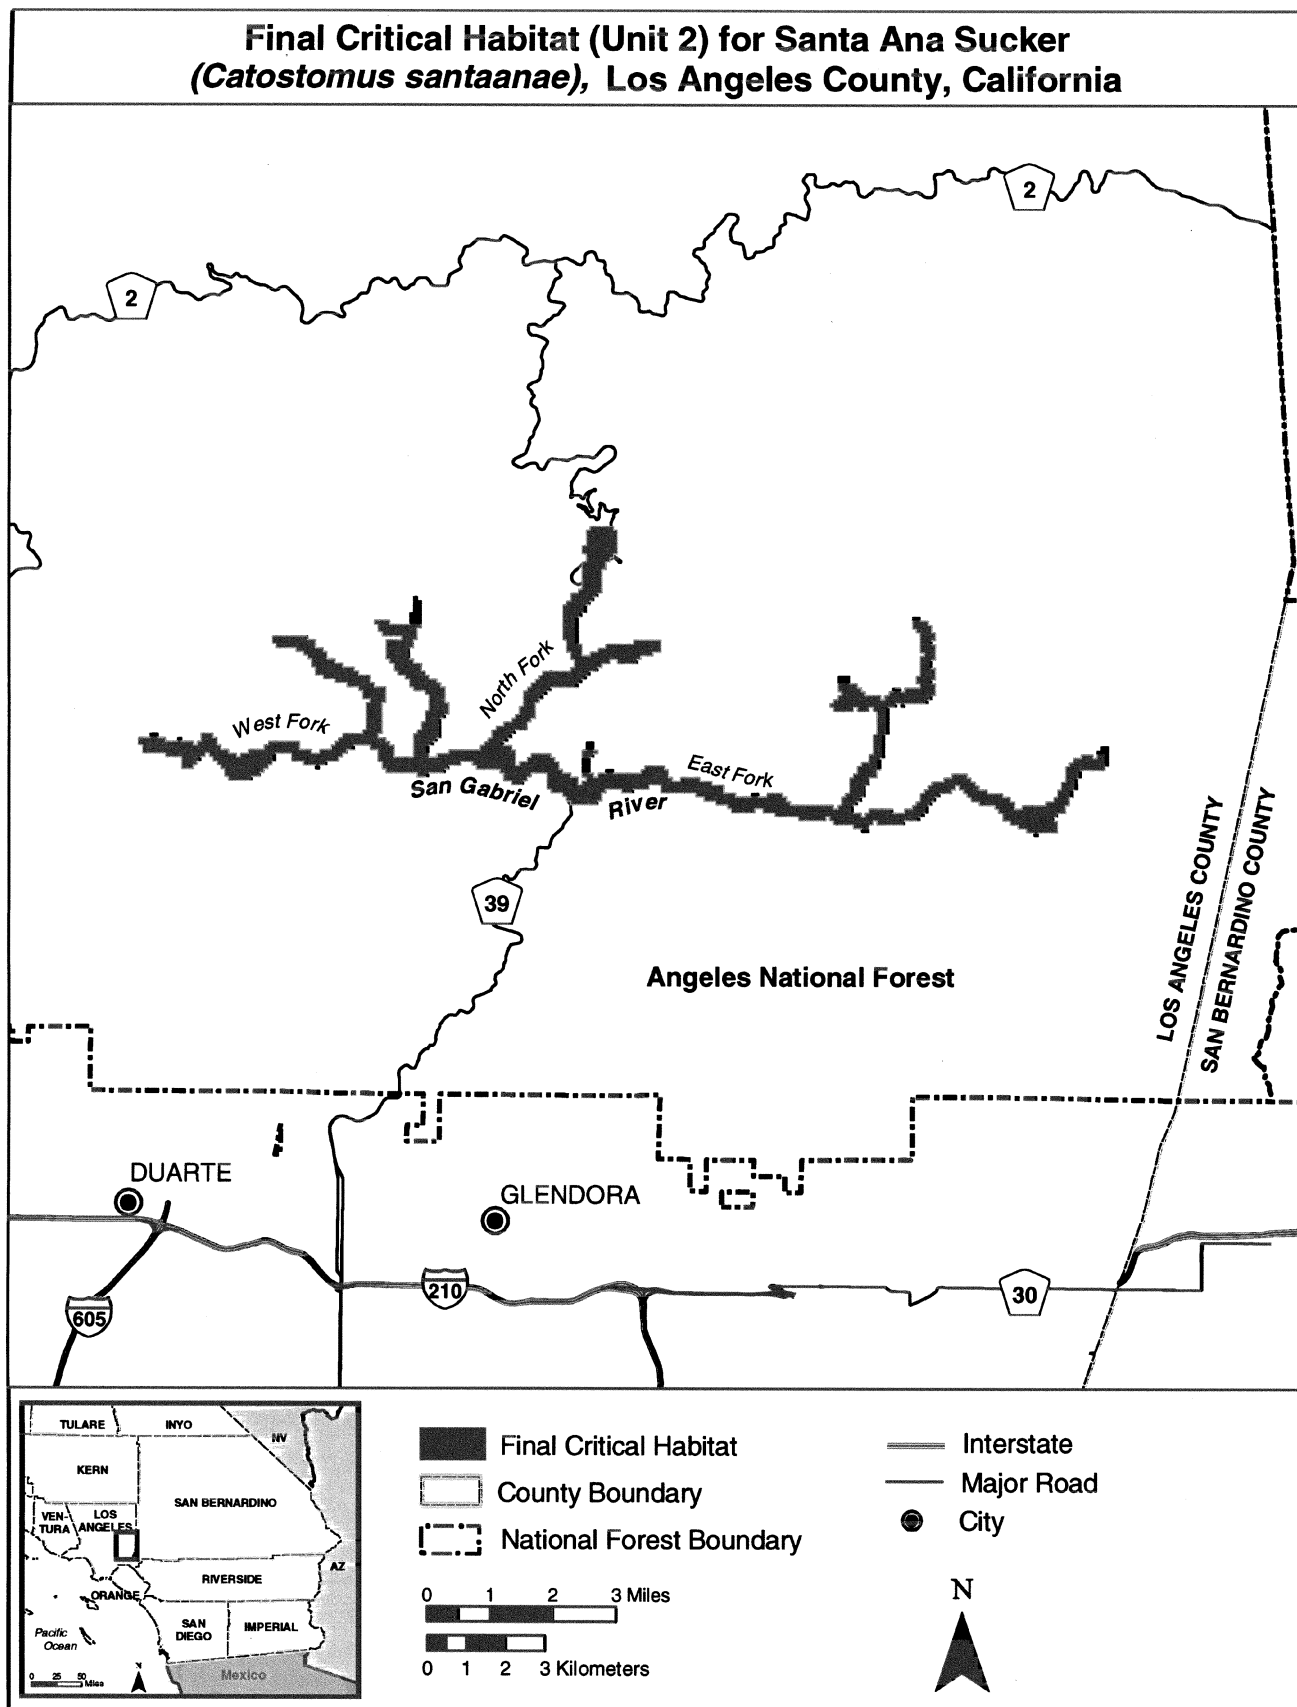 Final Critical Habitat (Unit 2) for Santa Ana Sucker
(Catostomus santaanae), Los Angeles County, California
2
2
North Fork
West Fork
East Fork
San Gabriel
River
39
LOS ANGELES COUNTY
SAN BERNARDINO COUNTY
Angeles National Forest
DUARTE
GLENDORA
210
30
605
TULARE
INYO
NV
KERN
SAN BERNARDINO
VEN-
TURA
LOS
ANGELES
AZ
RIVERSIDE
ORANGE
SAN
DIEGO
IMPERIAL
Pacific
Ocean
Mexico
0 25 50
Miles
N
Final Critical Habitat
County Boundary
National Forest Boundary
0 1 2 3 Miles
0 1 2 3 Kilometers
Interstate
Major Road
City
N